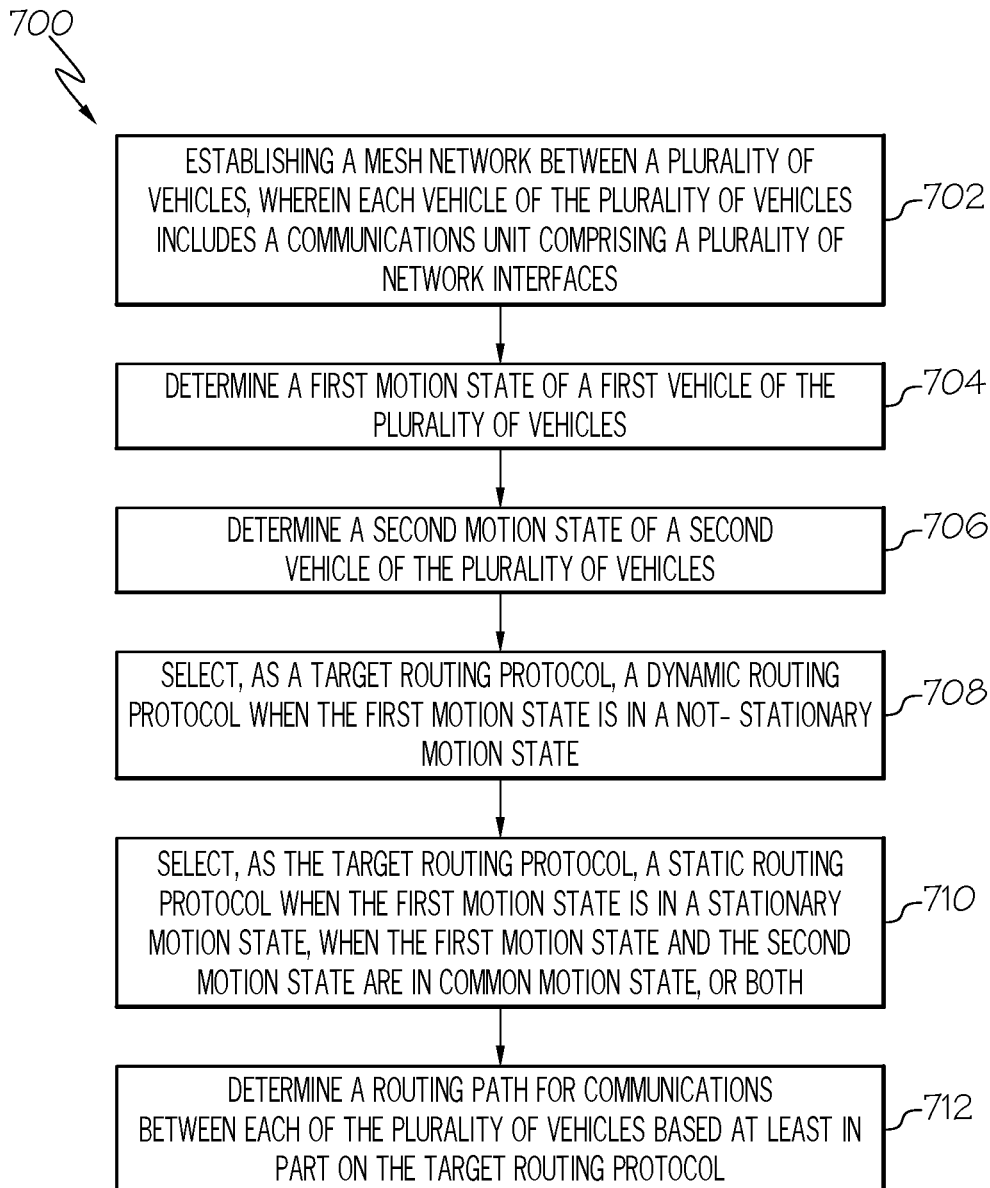 700
ESTABLISHING A MESH NETWORK BETWEEN A PLURALITY OF
VEHICLES, WHEREIN EACH VEHICLE OF THE PLURALITY OF VEHICLES
INCLUDES A COMMUNICATIONS UNIT COMPRISING A PLURALITY OF
NETWORK INTERFACES
702
DETERMINE A FIRST MOTION STATE OF A FIRST VEHICLE OF THE
PLURALITY OF VEHICLES
704
DETERMINE A SECOND MOTION STATE OF A SECOND
VEHICLE OF THE PLURALITY OF VEHICLES
706
SELECT, AS A TARGET ROUTING PROTOCOL, A DYNAMIC ROUTING
PROTOCOL WHEN THE FIRST MOTION STATE IS IN A NOT- STATIONARY
MOTION STATE
708
SELECT, AS THE TARGET ROUTING PROTOCOL, A STATIC ROUTING
PROTOCOL WHEN THE FIRST MOTION STATE IS IN A STATIONARY
MOTION STATE, WHEN THE FIRST MOTION STATE AND THE SECOND
MOTION STATE ARE IN COMMON MOTION STATE, OR BOTH
710
DETERMINE A ROUTING PATH FOR COMMUNICATIONS
BETWEEN EACH OF THE PLURALITY OF VEHICLES BASED AT LEAST IN
PART ON THE TARGET ROUTING PROTOCOL
712